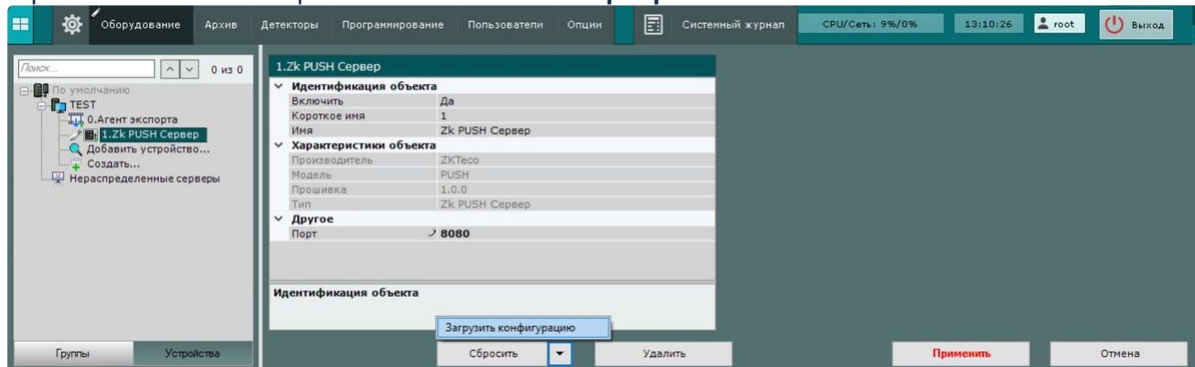 Оборудование Архив Детекторы Программирование Пользователи Опции Системный журнал CPU/Сеть: 9%/0% 13:10:26 root Выход
Поиск... 0 из 0
По умолчанию
TEST
0.Агент экспорта
1.Zk PUSH Сервер
Добавить устройство...
Создать...
Нераспределенные серверы
Группы Устройства
1.Zk PUSH Сервер
Идентификация объекта
Включить Да
Короткое имя 1
Имя Zk PUSH Сервер
Характеристики объекта
Производитель ZKTeco
Модель PUSH
Прошивка 1.0.0
Тип Zk PUSH Сервер
Другое
Порт 8080
Идентификация объекта
Загрузить конфигурацию
Сбросить Удалить Применить Отмена